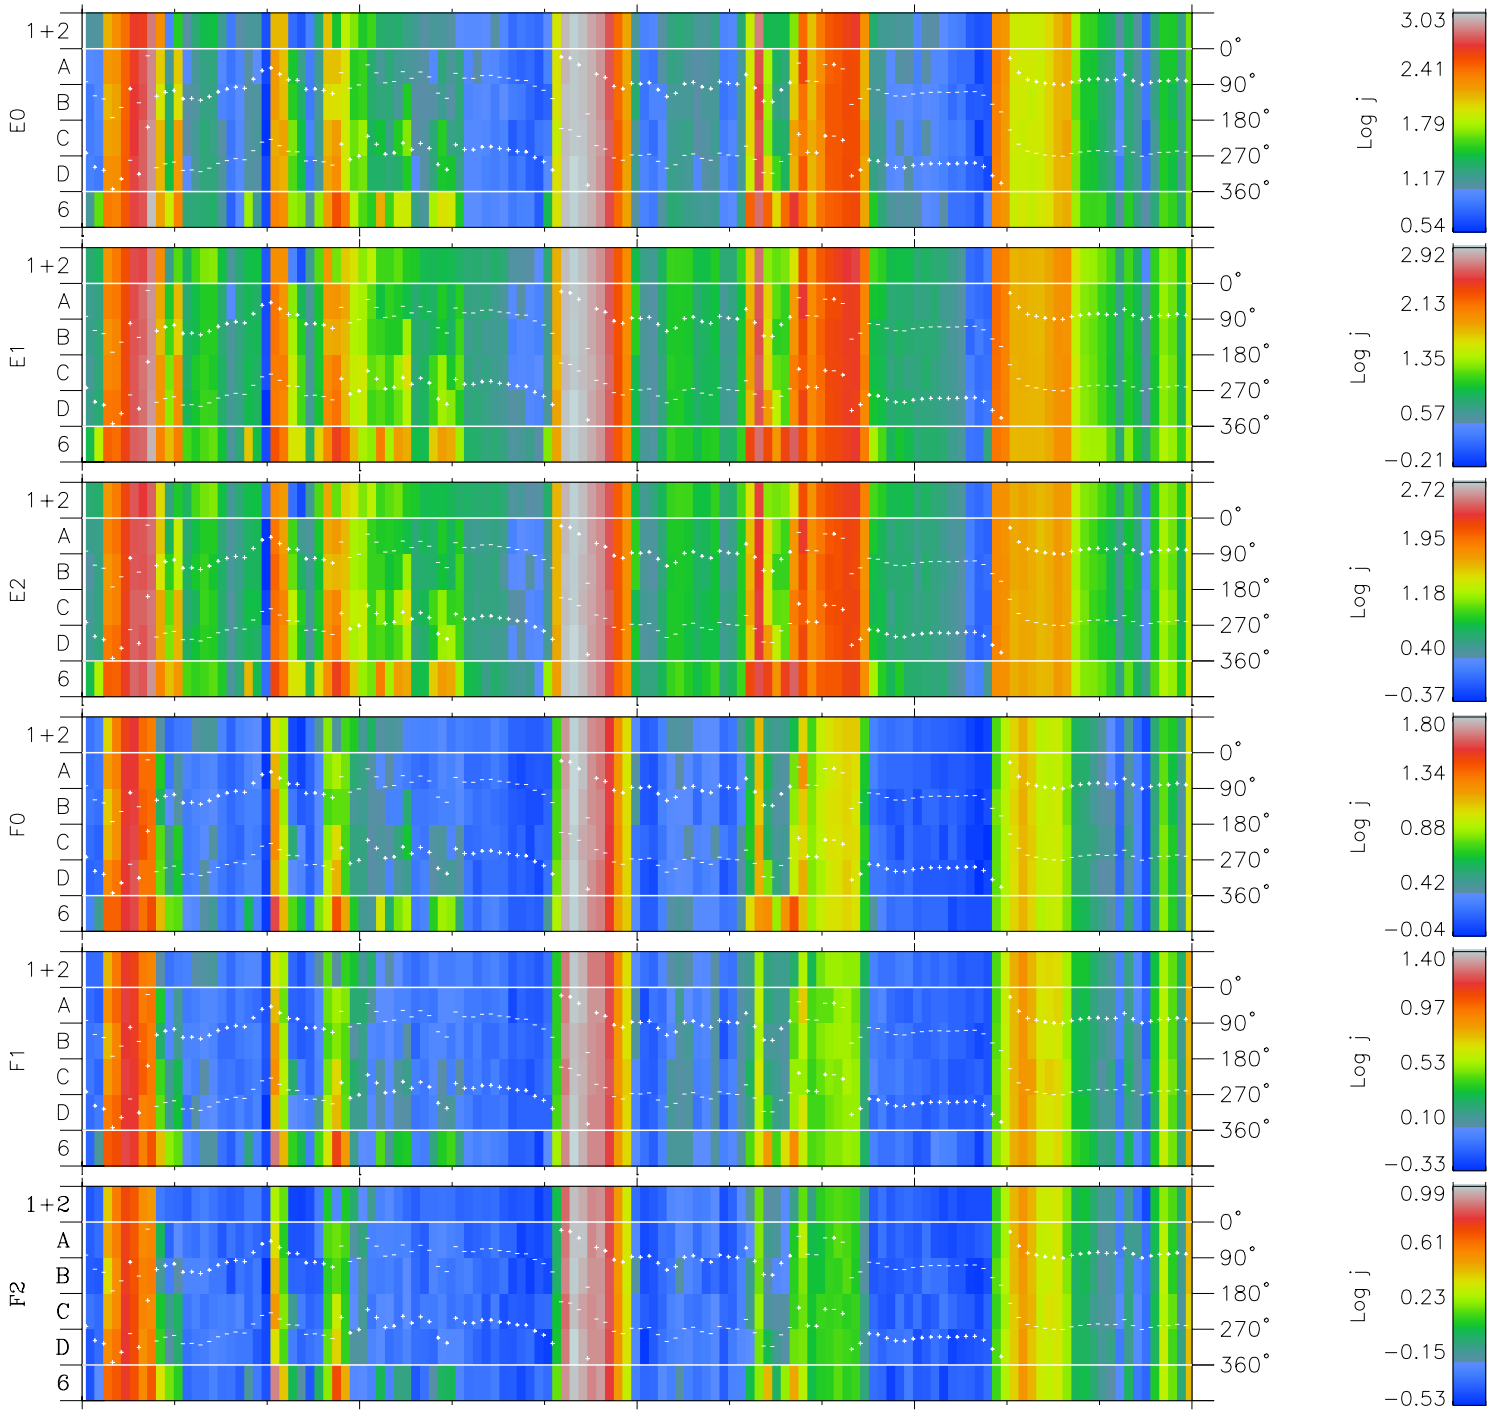 E0
1+2
A
B
C
D
6
0°
90°
180°
270°
360°
Log j
3.03
2.41
1.79
1.17
0.54
E1
1+2
A
B
C
D
6
0°
90°
180°
270°
360°
Log j
2.92
2.13
1.35
0.57
−0.21
E2
1+2
A
B
C
D
6
0°
90°
180°
270°
360°
Log j
2.72
1.95
1.18
0.40
−0.37
F0
1+2
A
B
C
D
6
0°
90°
180°
270°
360°
Log j
1.80
1.34
0.88
0.42
−0.04
F1
1+2
A
B
C
D
6
0°
90°
180°
270°
360°
Log j
1.40
0.97
0.53
0.10
−0.33
F2
1+2
A
B
C
D
6
0°
90°
180°
270°
360°
Log j
0.99
0.61
0.23
−0.15
−0.53